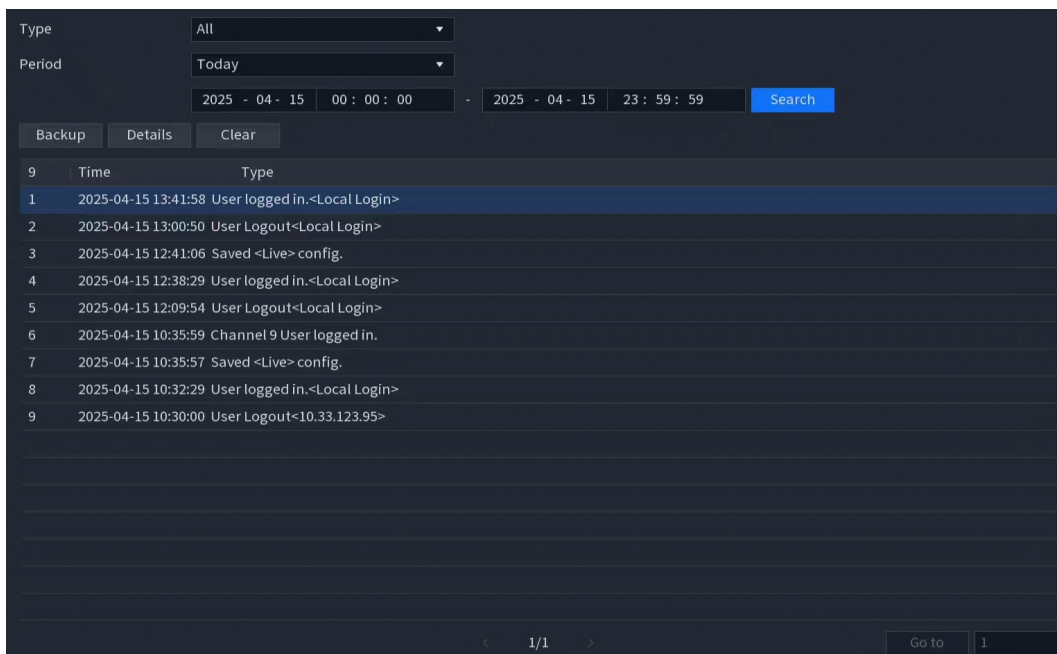 Type All
Period Today
2025 - 04 - 15 00 : 00 : 00 - 2025 - 04 - 15 23 : 59 : 59 Search
Backup Details Clear
9 Time Type
1 2025-04-15 13:41:58 User logged in.<Local Login>
2 2025-04-15 13:00:50 User Logout<Local Login>
3 2025-04-15 12:41:06 Saved <Live> config.
4 2025-04-15 12:38:29 User logged in.<Local Login>
5 2025-04-15 12:09:54 User Logout<Local Login>
6 2025-04-15 10:35:59 Channel 9 User logged in.
7 2025-04-15 10:35:57 Saved <Live> config.
8 2025-04-15 10:32:29 User logged in.<Local Login>
9 2025-04-15 10:30:00 User Logout<10.33.123.95>
< 1/1 > Go to 1